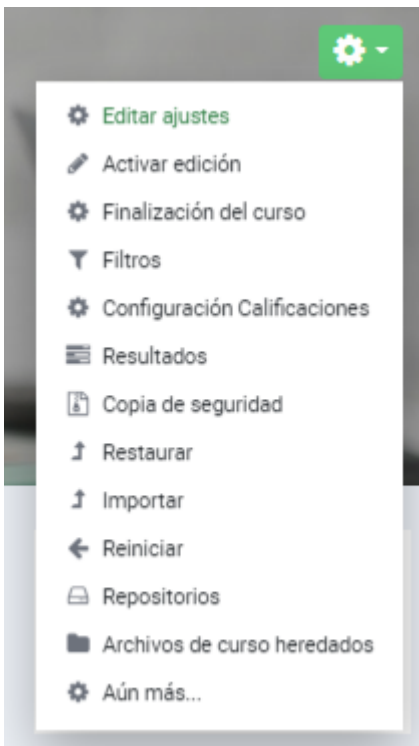 Editar ajustes
Activar edición
Finalización del curso
Filtros
Configuración Calificaciones
Resultados
Copia de seguridad
Restaurar
Importar
Reiniciar
Repositorios
Archivos de curso heredados
Aún más...